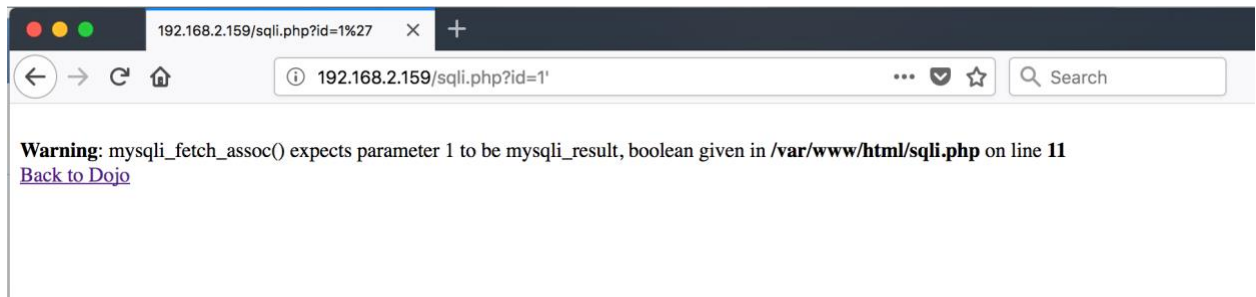 192.168.2.159/sqli.php?id=1%27
192.168.2.159/sqli.php?id=1'
Search
Warning: mysqli_fetch_assoc() expects parameter 1 to be mysqli_result, boolean given in /var/www/html/sqli.php on line 11
Back to Dojo